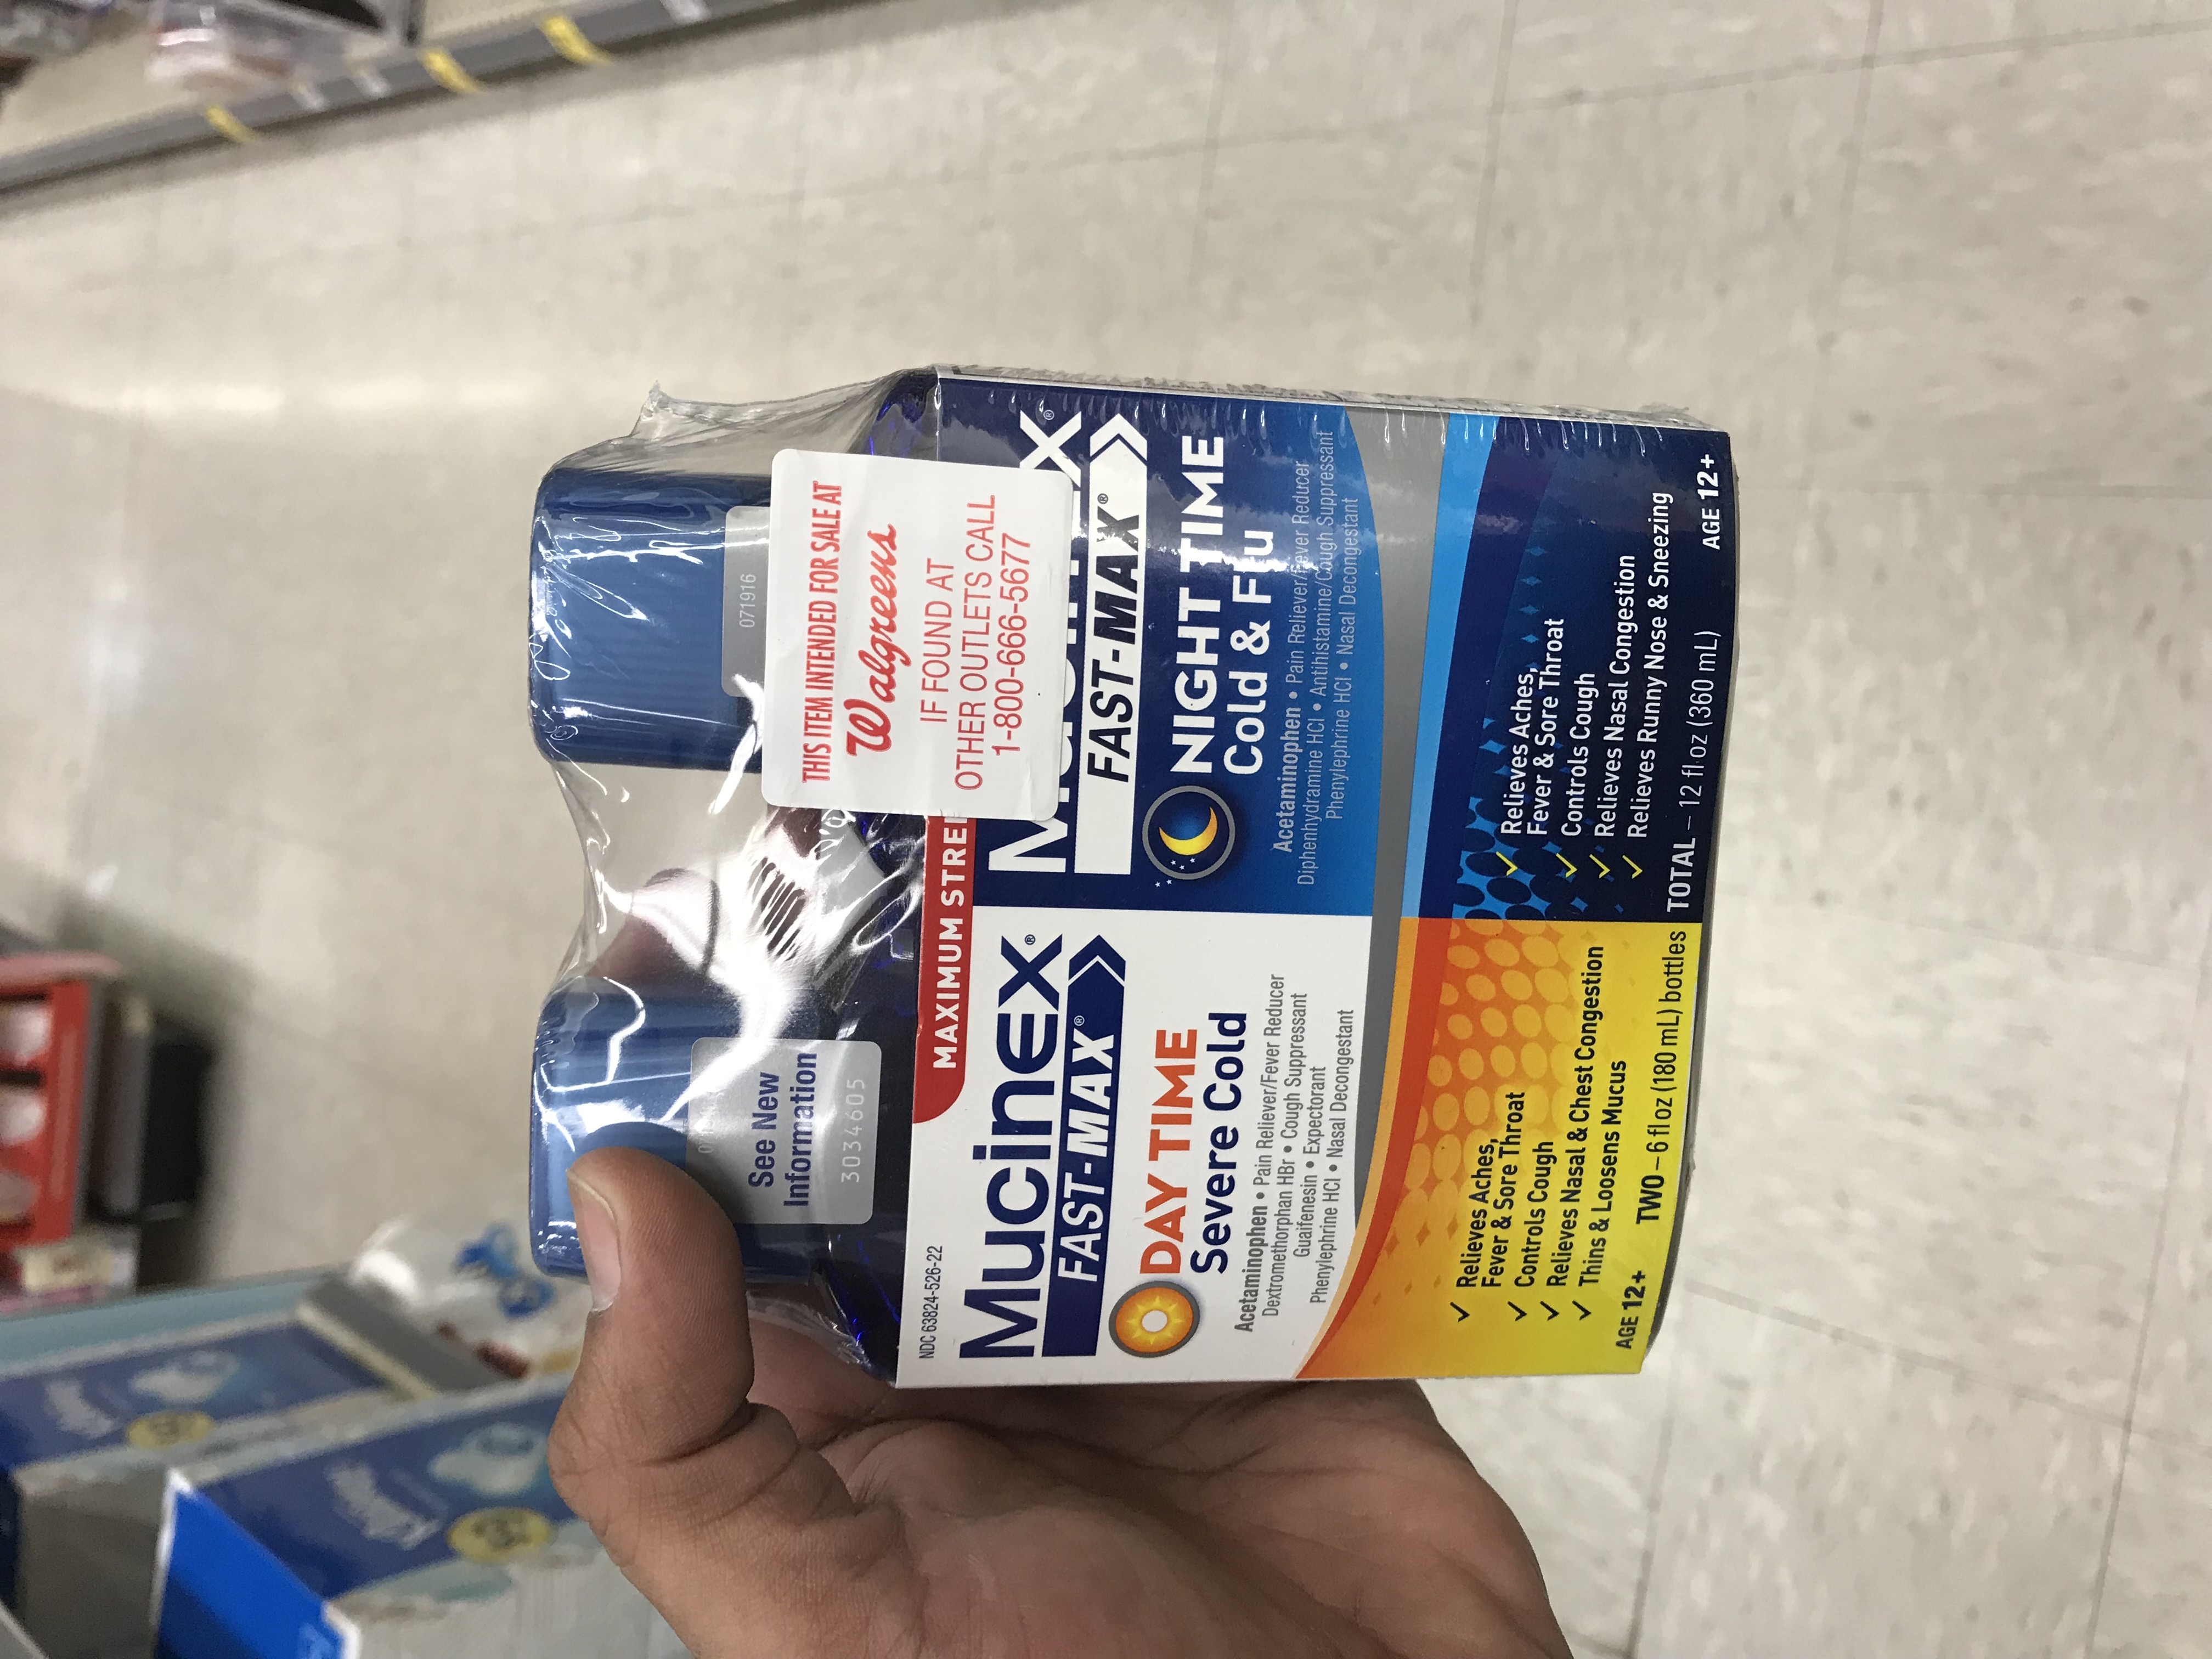 Kleenex
See New
Information
3034605
071916
THIS ITEM INTENDED FOR SALE AT
Walgreens
IF FOUND AT
OTHER OUTLETS CALL
1-800-666-5677
NDC 63824-526-22
MAXIMUM
Mucinex®
FAST-MAX®
DAY TIME
Severe Cold
Acetaminophen • Pain Reliever/Fever Reducer
Dextromethorphan HBr • Cough Suppressant
Guaifenesin • Expectorant
Phenylephrine HCl • Nasal Decongestant
✓ Relieves Aches,
Fever & Sore Throat
✓ Controls Cough
✓ Relieves Nasal & Chest Congestion
✓ Thins & Loosens Mucus
AGE 12+
TWO – 6 fl oz (180 mL) bottles
Mucinex®
FAST-MAX®
NIGHT TIME
Cold & Flu
Acetaminophen • Pain Reliever/Fever Reducer
Diphenhydramine HCl • Antihistamine/Cough Suppressant
Phenylephrine HCl • Nasal Decongestant
✓ Relieves Aches,
Fever & Sore Throat
✓ Controls Cough
✓ Relieves Nasal Congestion
✓ Relieves Runny Nose & Sneezing
TOTAL – 12 fl oz (360 mL)
AGE 12+